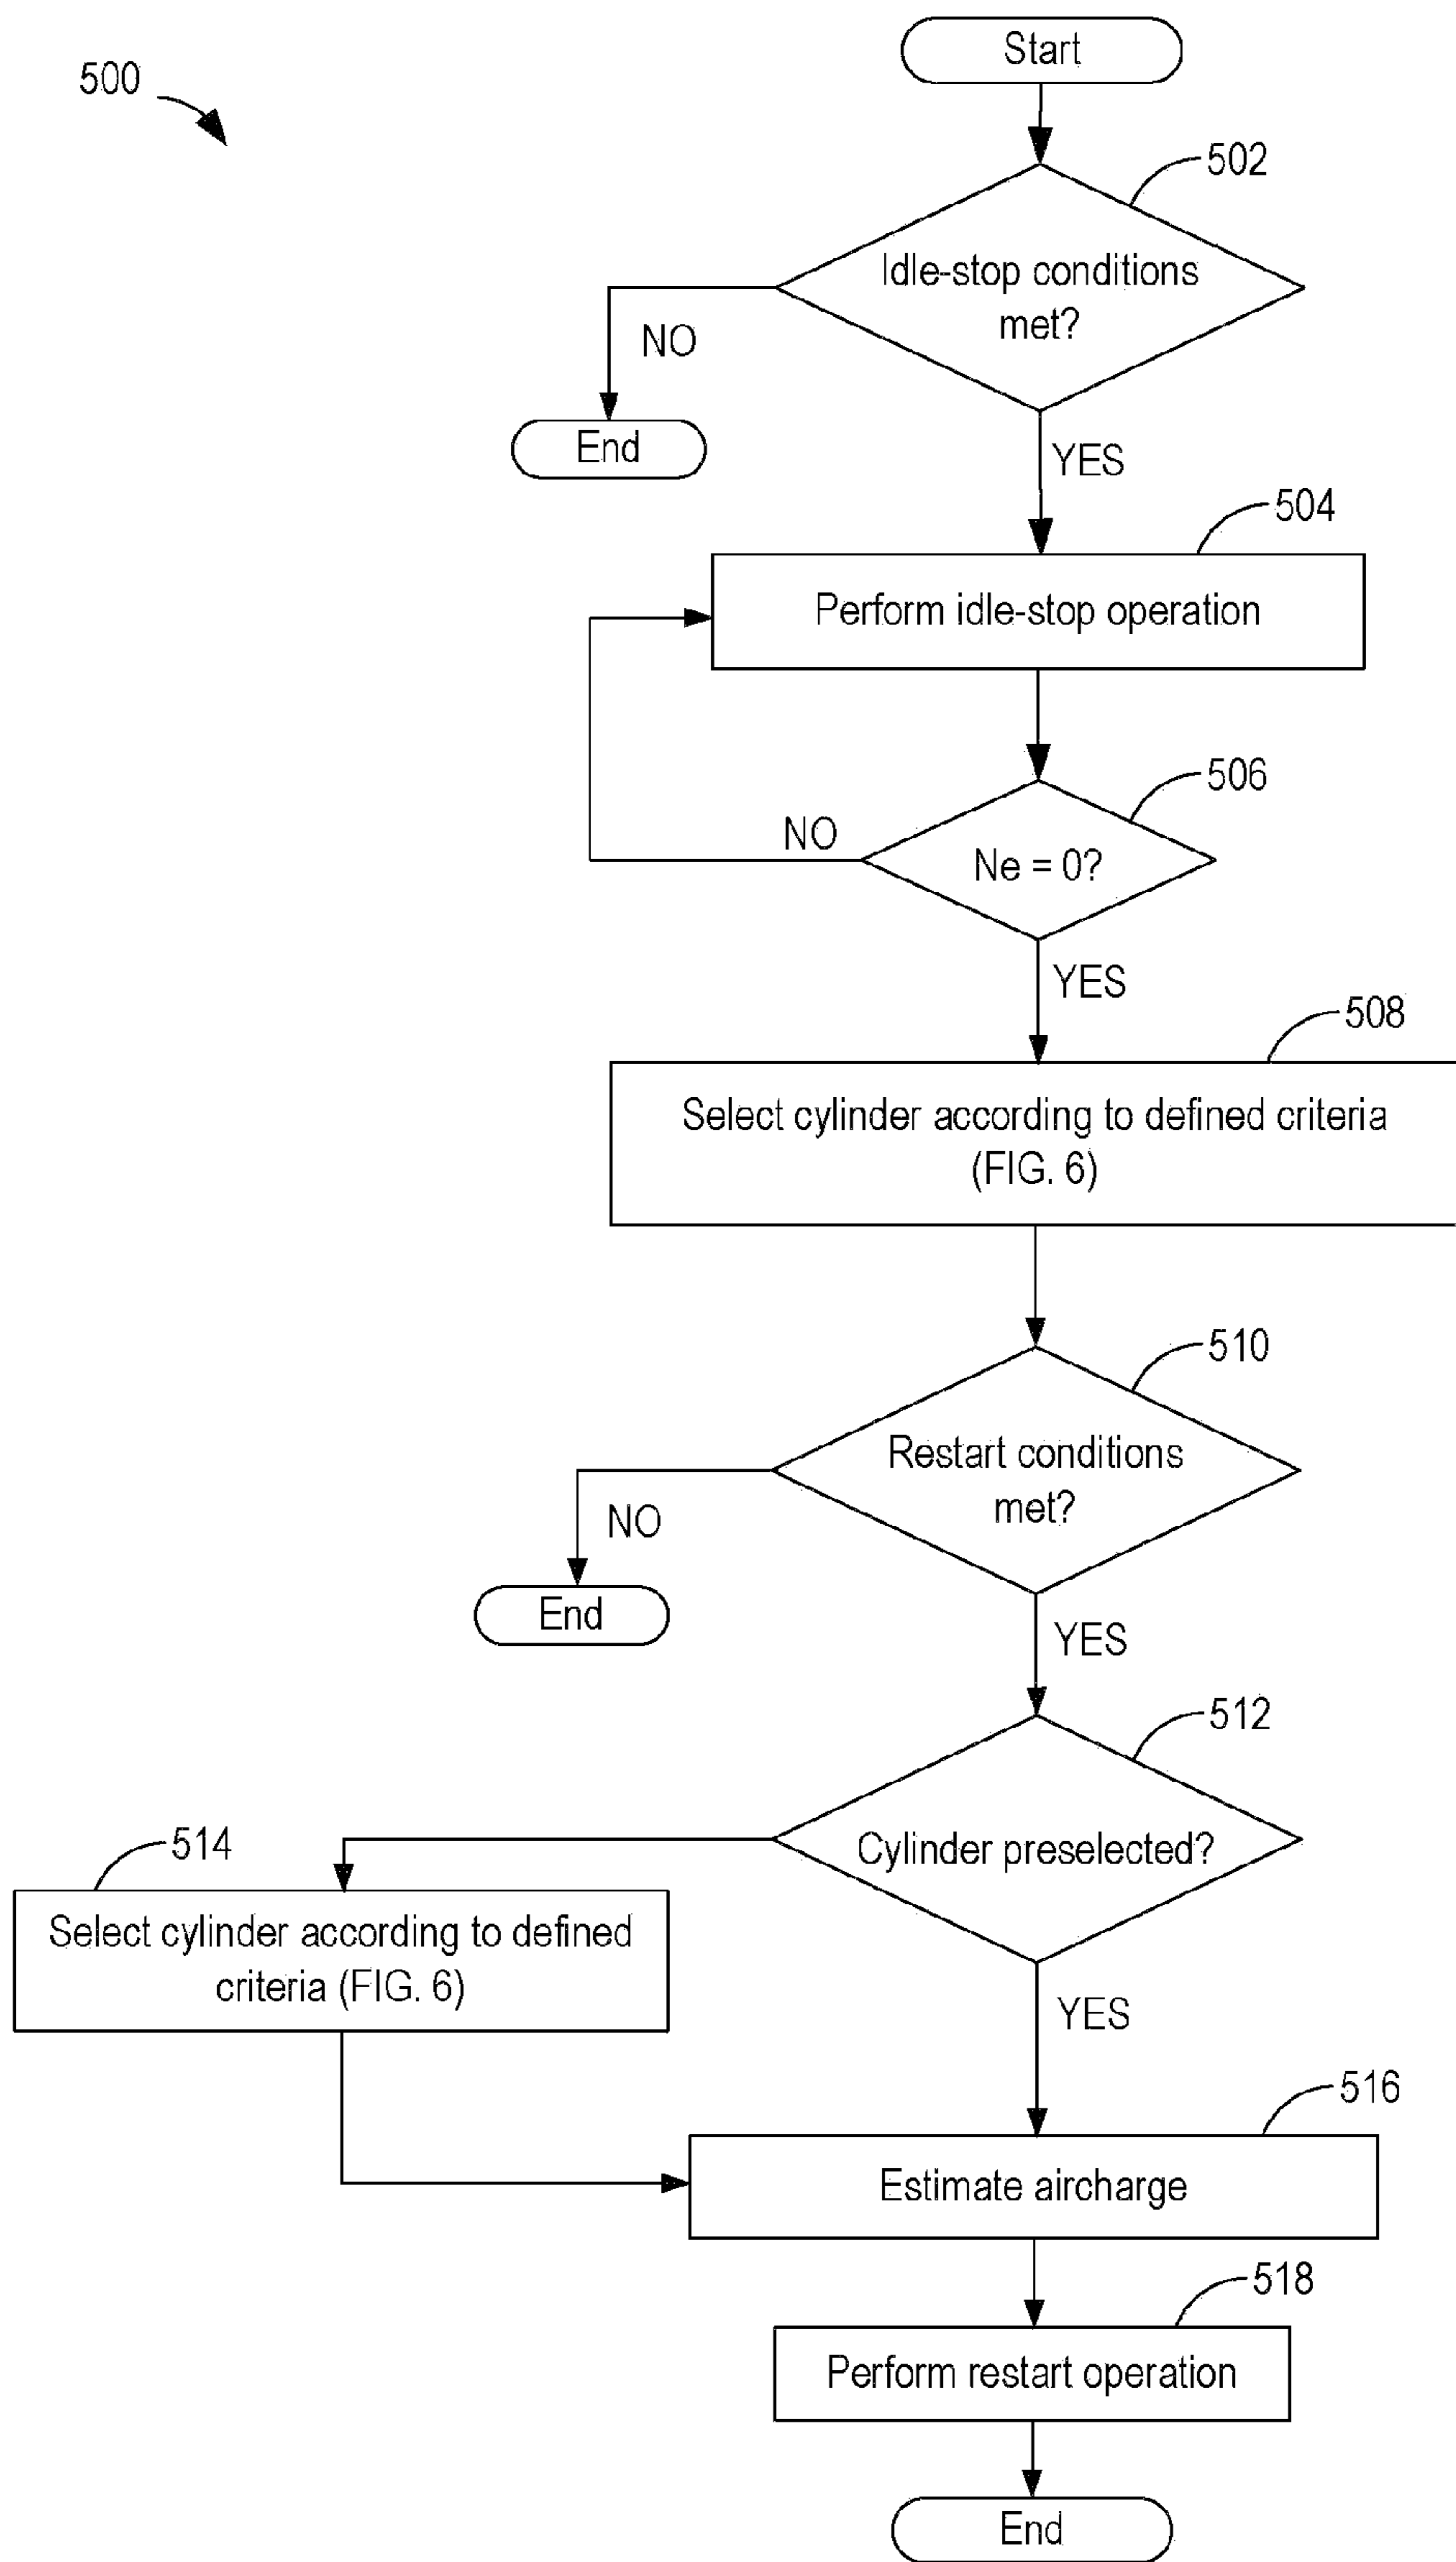 Start
500
502
Idle-stop conditions
met?
NO
End
YES
504
Perform idle-stop operation
506
NO
Ne = 0?
YES
508
Select cylinder according to defined criteria
(FIG. 6)
510
Restart conditions
met?
NO
End
YES
512
Cylinder preselected?
514
Select cylinder according to defined
criteria (FIG. 6)
YES
516
Estimate aircharge
518
Perform restart operation
End